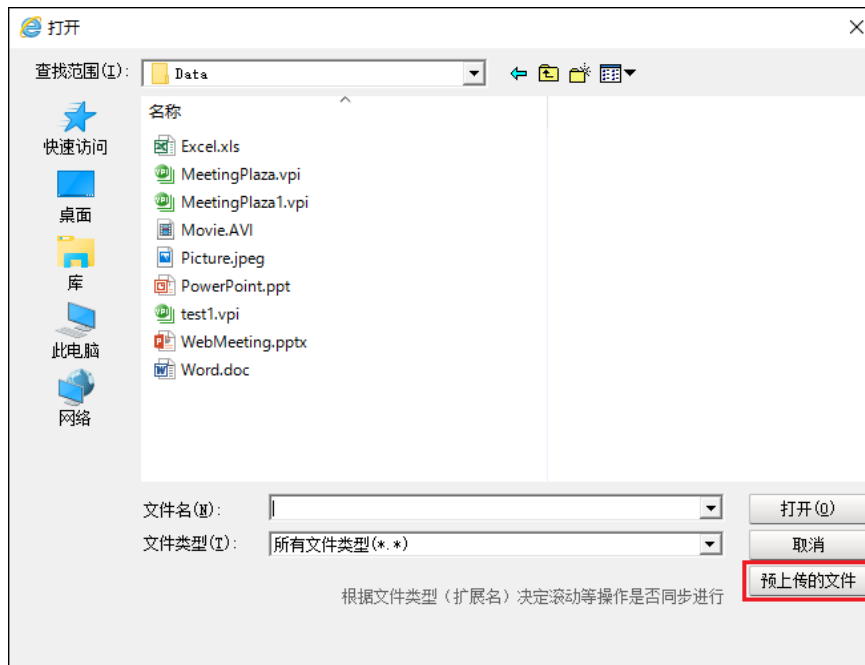 打开
查找范围(I):
Data
快速访问
桌面
库
此电脑
网络
名称
Excel.xls
MeetingPlaza.vpi
MeetingPlaza1.vpi
Movie.AVI
Picture.jpeg
PowerPoint.ppt
test1.vpi
WebMeeting.pptx
Word.doc
文件名(N):
打开(O)
文件类型(T):
所有文件类型(*.*)
取消
预上传的文件
根据文件类型（扩展名）决定滚动等操作是否同步进行